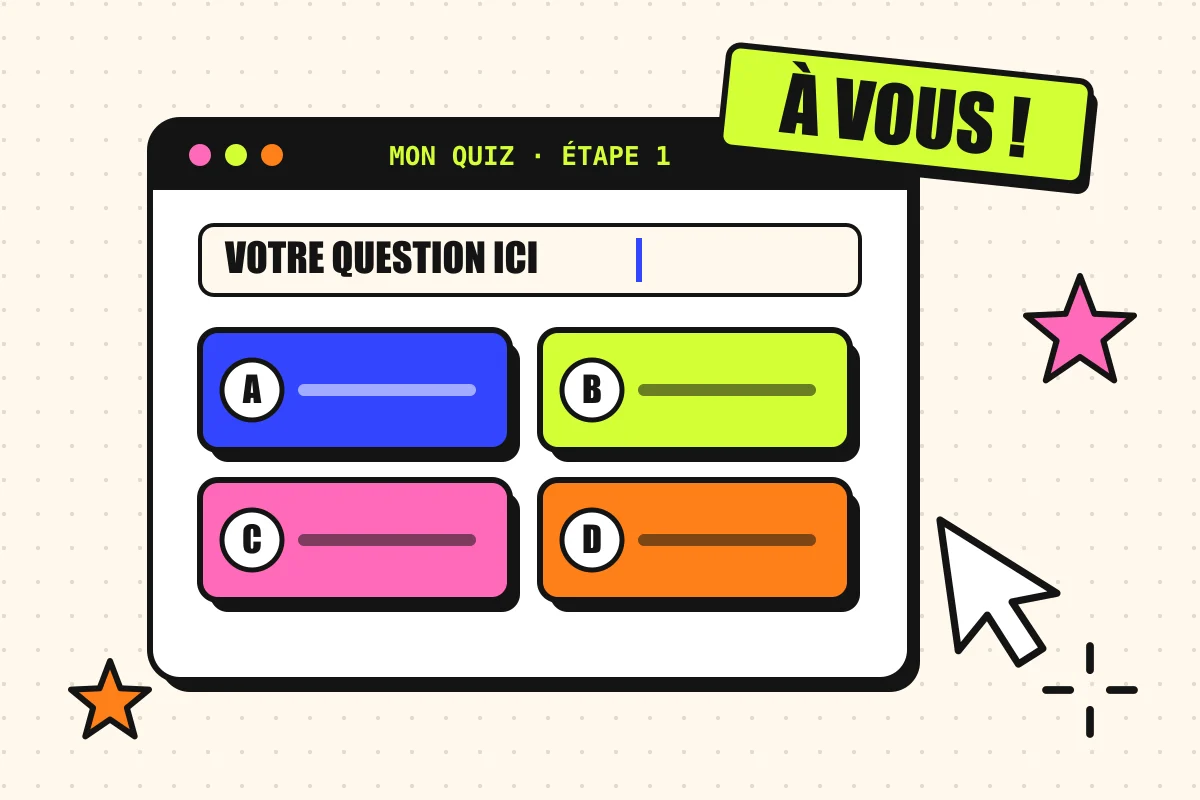 À VOUS !
MON QUIZ · ÉTAPE 1
VOTRE QUESTION ICI
A
B
C
D